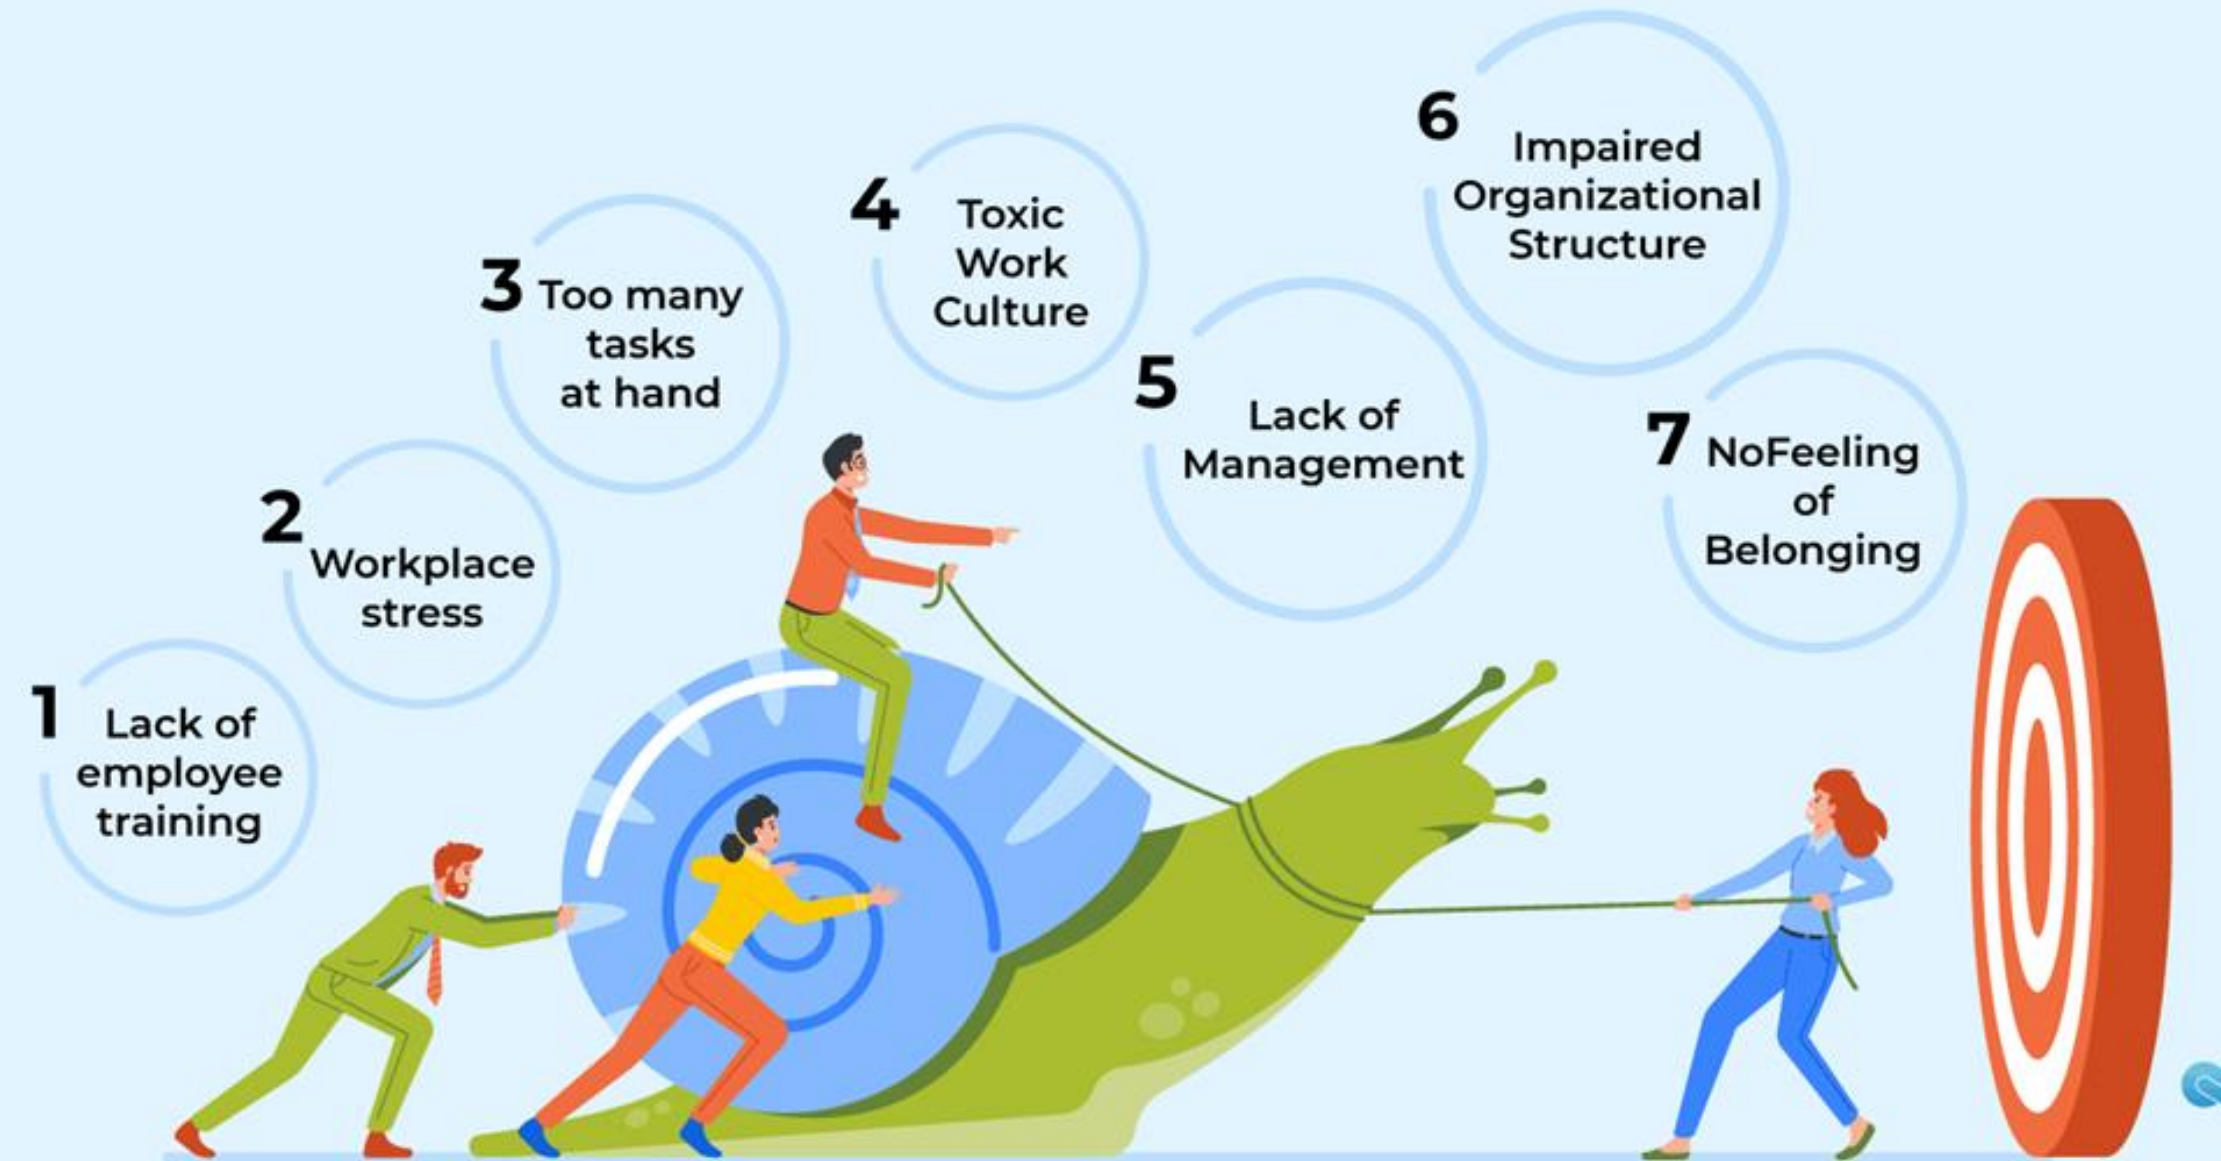 1
Lack of
employee
training
2
Workplace
stress
3
Too many
tasks
at hand
4
Toxic
Work
Culture
5
Lack of
Management
6
Impaired
Organizational
Structure
7
NoFeeling
of
Belonging